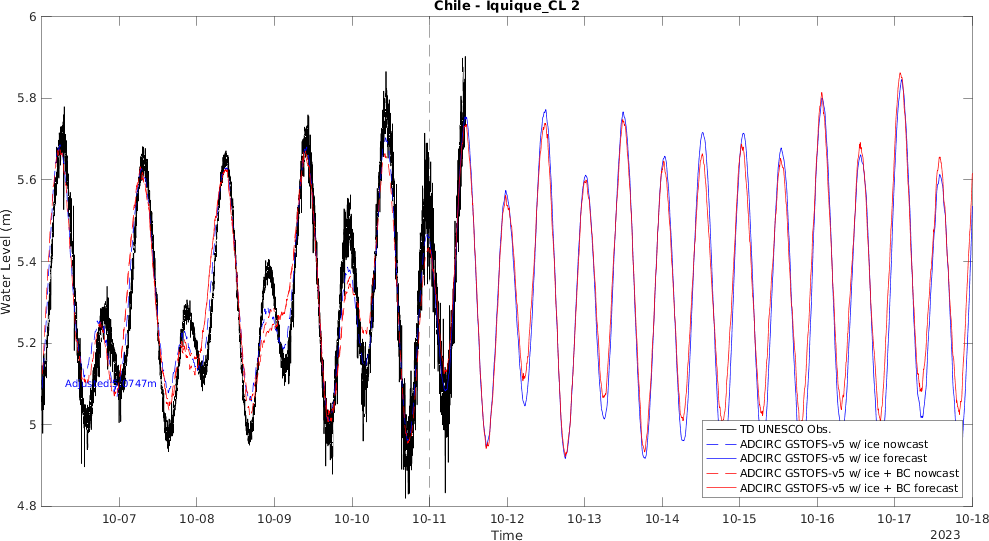 Chile - Iquique_CL 2
6
5.8
5.6
5.4
5.2
5
4.8
Water Level (m)
TD UNESCO Obs.
ADCIRC GSTOFS-v5 w/ ice nowcast
ADCIRC GSTOFS-v5 w/ ice forecast
ADCIRC GSTOFS-v5 w/ ice + BC nowcast
ADCIRC GSTOFS-v5 w/ ice + BC forecast
10-07 10-08 10-09 10-10 10-11 10-12 10-13 10-14 10-15 10-16 10-17 10-18
Time
2023